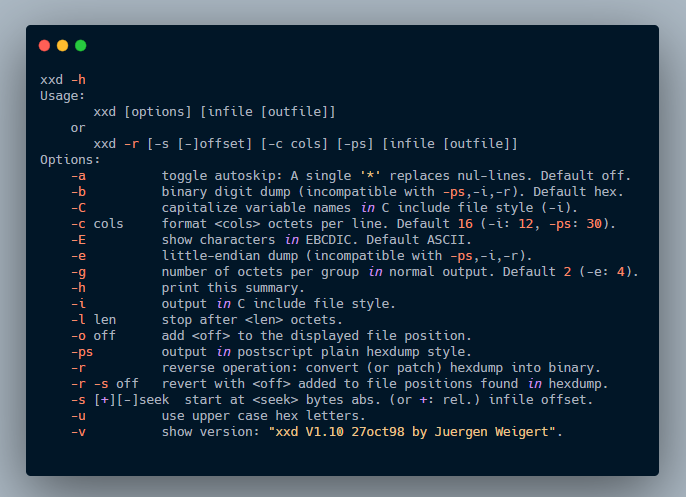 xxd -h
Usage:
       xxd [options] [infile [outfile]]
    or
       xxd -r [-s [-]offset] [-c cols] [-ps] [infile [outfile]]
Options:
    -a          toggle autoskip: A single '*' replaces nul-lines. Default off.
    -b          binary digit dump (incompatible with -ps,-i,-r). Default hex.
    -C          capitalize variable names in C include file style (-i).
    -c cols     format <cols> octets per line. Default 16 (-i: 12, -ps: 30).
    -E          show characters in EBCDIC. Default ASCII.
    -e          little-endian dump (incompatible with -ps,-i,-r).
    -g          number of octets per group in normal output. Default 2 (-e: 4).
    -h          print this summary.
    -i          output in C include file style.
    -l len      stop after <len> octets.
    -o off      add <off> to the displayed file position.
    -ps         output in postscript plain hexdump style.
    -r          reverse operation: convert (or patch) hexdump into binary.
    -r -s off   revert with <off> added to file positions found in hexdump.
    -s [+][-]seek  start at <seek> bytes abs. (or +: rel.) infile offset.
    -u          use upper case hex letters.
    -v          show version: "xxd V1.10 27oct98 by Juergen Weigert".